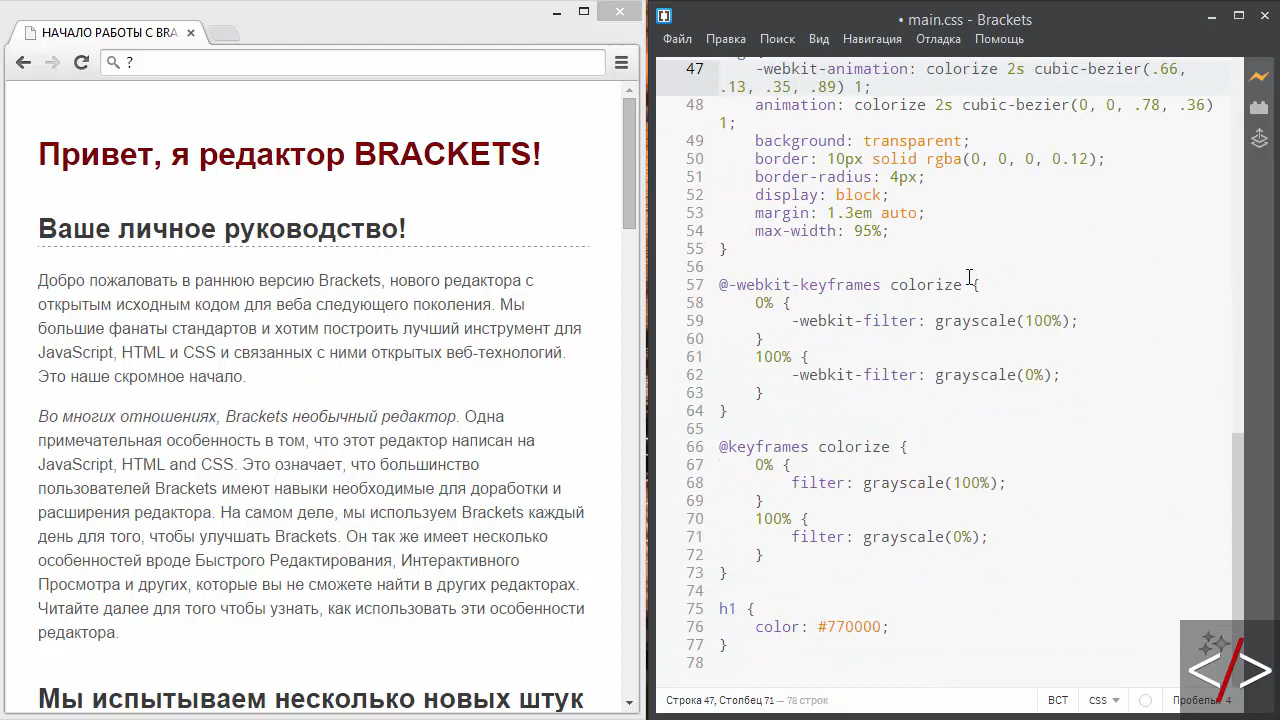 НАЧАЛО РАБОТЫ С BRA
?
Привет, я редактор BRACKETS!
Ваше личное руководство!
Добро пожаловать в раннюю версию Brackets, нового редактора с
открытым исходным кодом для веба следующего поколения. Мы
большие фанаты стандартов и хотим построить лучший инструмент для
JavaScript, HTML и CSS и связанных с ними открытых веб-технологий.
Это наше скромное начало.
Во многих отношениях, Brackets необычный редактор. Одна
примечательная особенность в том, что этот редактор написан на
JavaScript, HTML and CSS. Это означает, что большинство
пользователей Brackets имеют навыки необходимые для доработки и
расширения редактора. На самом деле, мы используем Brackets каждый
день для того, чтобы улучшать Brackets. Он так же имеет несколько
особенностей вроде Быстрого Редактирования, Интерактивного
Просмотра и других, которые вы не сможете найти в других редакторах.
Читайте далее для того чтобы узнать, как использовать эти особенности
редактора.
Мы испытываем несколько новых штук
• main.css - Brackets
Файл Правка Поиск Вид Навигация Отладка Помощь
47 -webkit-animation: colorize 2s cubic-bezier(.66,
.13, .35, .89) 1;
48 animation: colorize 2s cubic-bezier(0, 0, .78, .36)
1;
49 background: transparent;
50 border: 10px solid rgba(0, 0, 0, 0.12);
51 border-radius: 4px;
52 display: block;
53 margin: 1.3em auto;
54 max-width: 95%;
55 }
56
57 @-webkit-keyframes colorize {
58 0% {
59 -webkit-filter: grayscale(100%);
60 }
61 100% {
62 -webkit-filter: grayscale(0%);
63 }
64 }
65
66 @keyframes colorize {
67 0% {
68 filter: grayscale(100%);
69 }
70 100% {
71 filter: grayscale(0%);
72 }
73 }
74
75 h1 {
76 color: #770000;
77 }
78
Строка 47, Столбец 71 — 78 строк ВСТ CSS Пробелы: 4